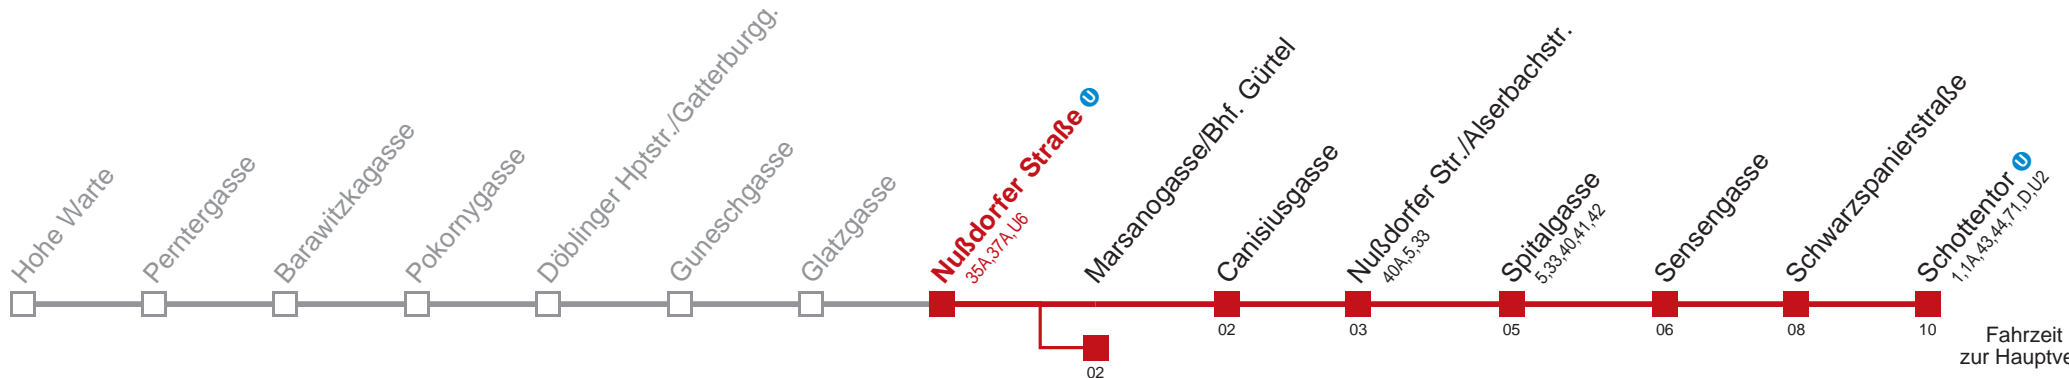 Hohe Warte
Perntergasse
Barawitzkagasse
Pokornygasse
Döblinger Hptstr./Gatterburgg.
Guneschgasse
Glatzgasse
Nußdorfer Straße U
35A,37A,U6
Marsanogasse/Bhf. Gürtel
Canisiusgasse
Nußdorfer Str./Alserbachstr.
40A,5,33
Spitalgasse
5,33,40,41,42
Sensengasse
Schwarzspanierstraße
Schottentor U
1,1A,43,44,71,D,U2
02
03
05
06
08
10
02
Fahrzeit
zur Hauptve